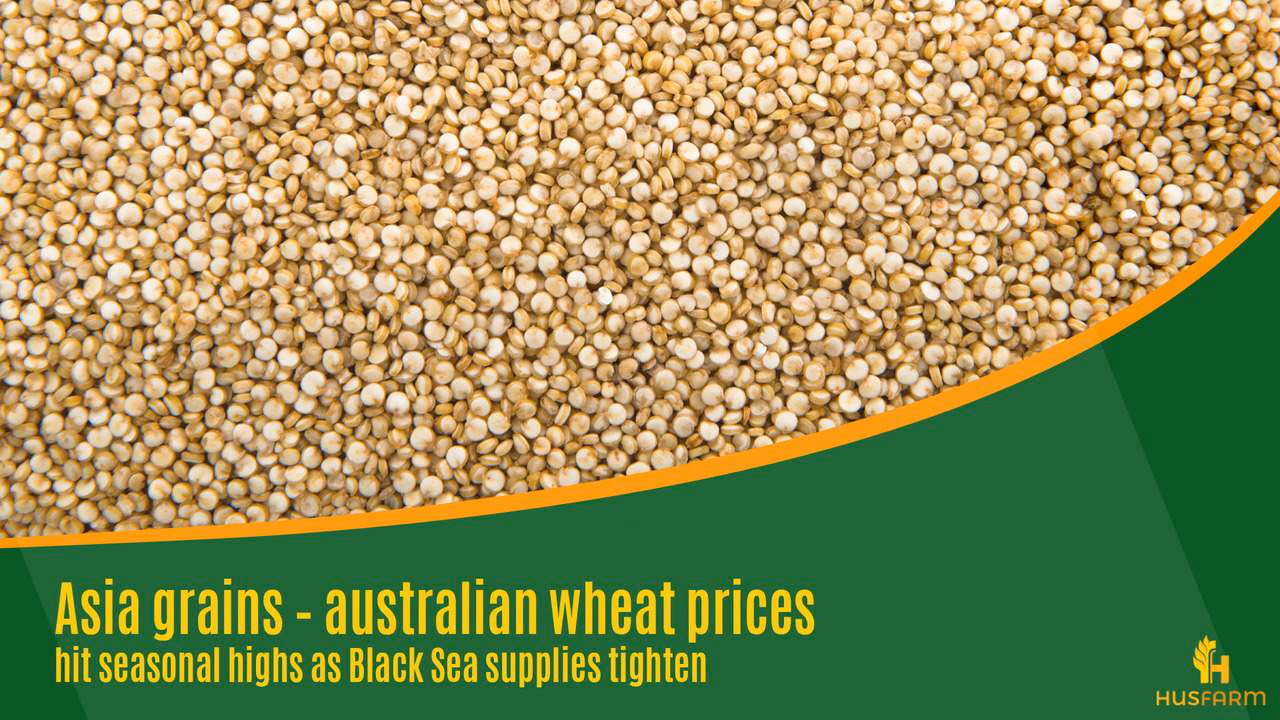 Asia grains - australian wheat prices
hit seasonal highs as Black Sea supplies tighten
HUSFARM